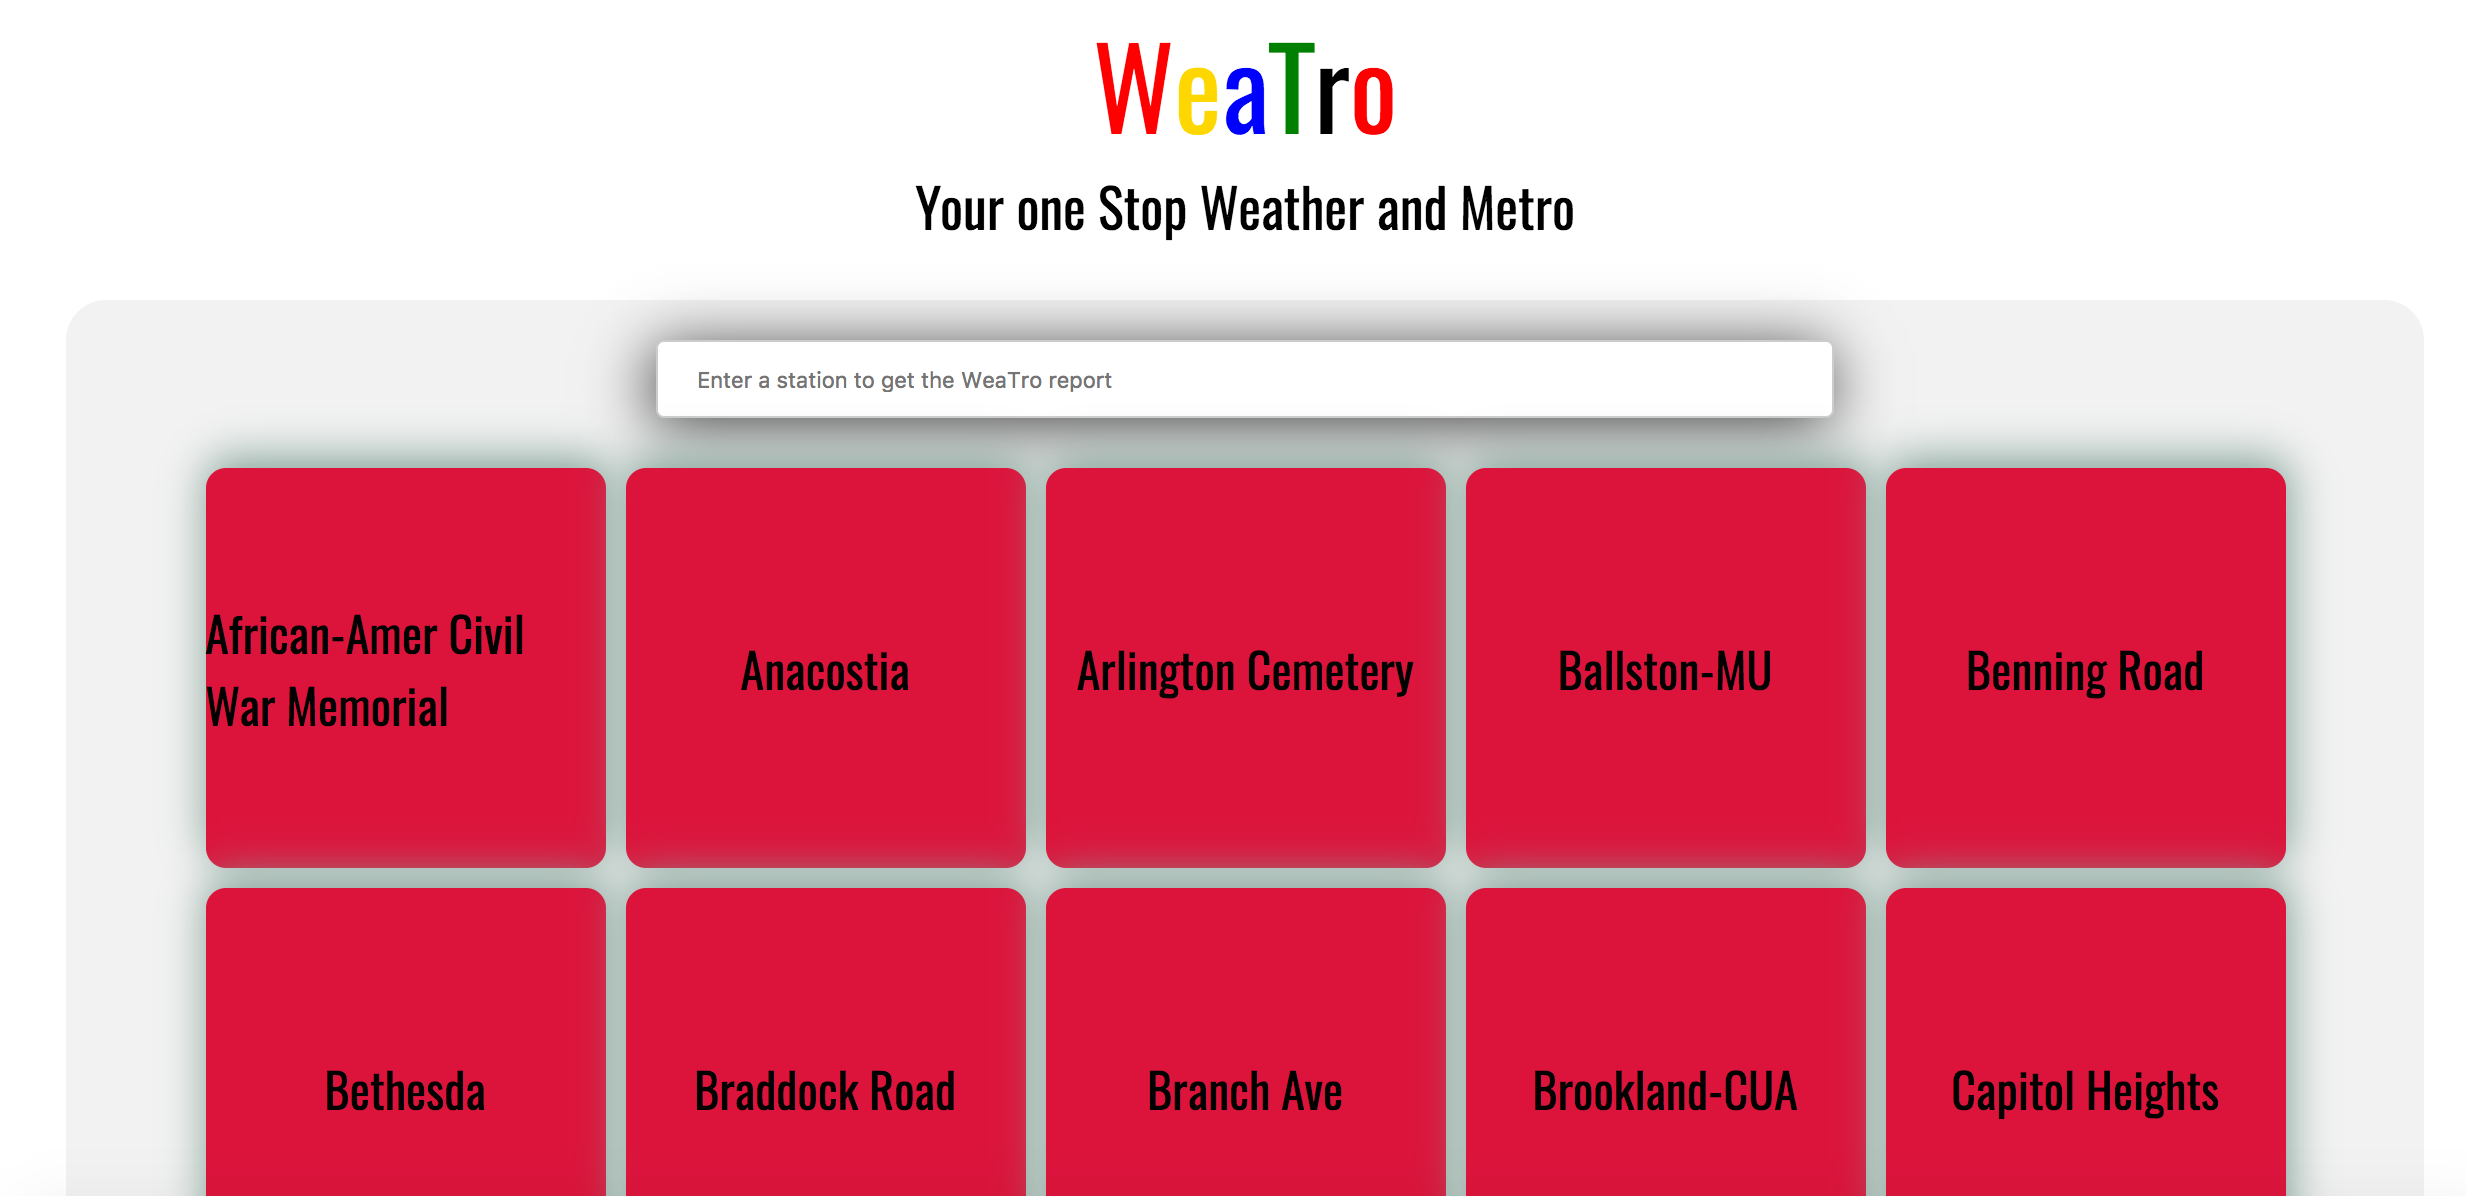 WeaTro
Your one Stop Weather and Metro
Enter a station to get the WeaTro report
African-Amer Civil
War Memorial
Anacostia
Arlington Cemetery
Ballston-MU
Benning Road
Bethesda
Braddock Road
Branch Ave
Brookland-CUA
Capitol Heights